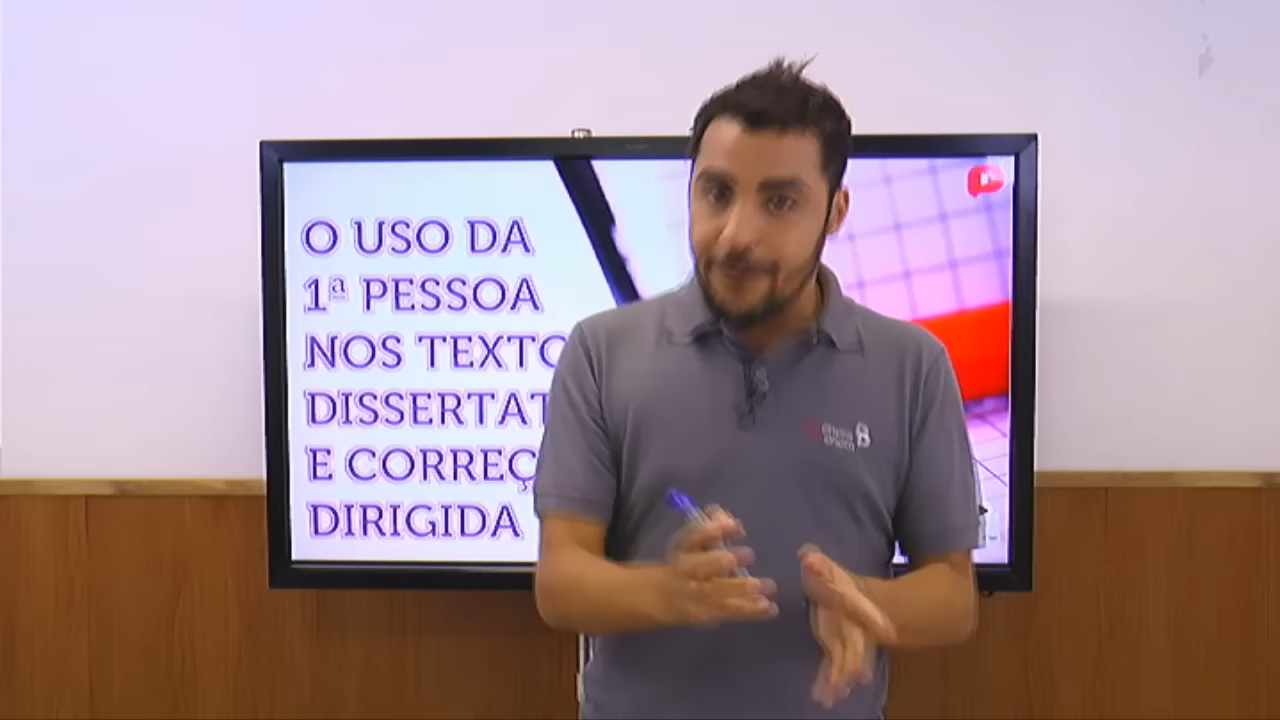 O USO DA
1ª PESSOA
NOS TEXTO
DISSERTAT
E CORREÇ
DIRIGIDA